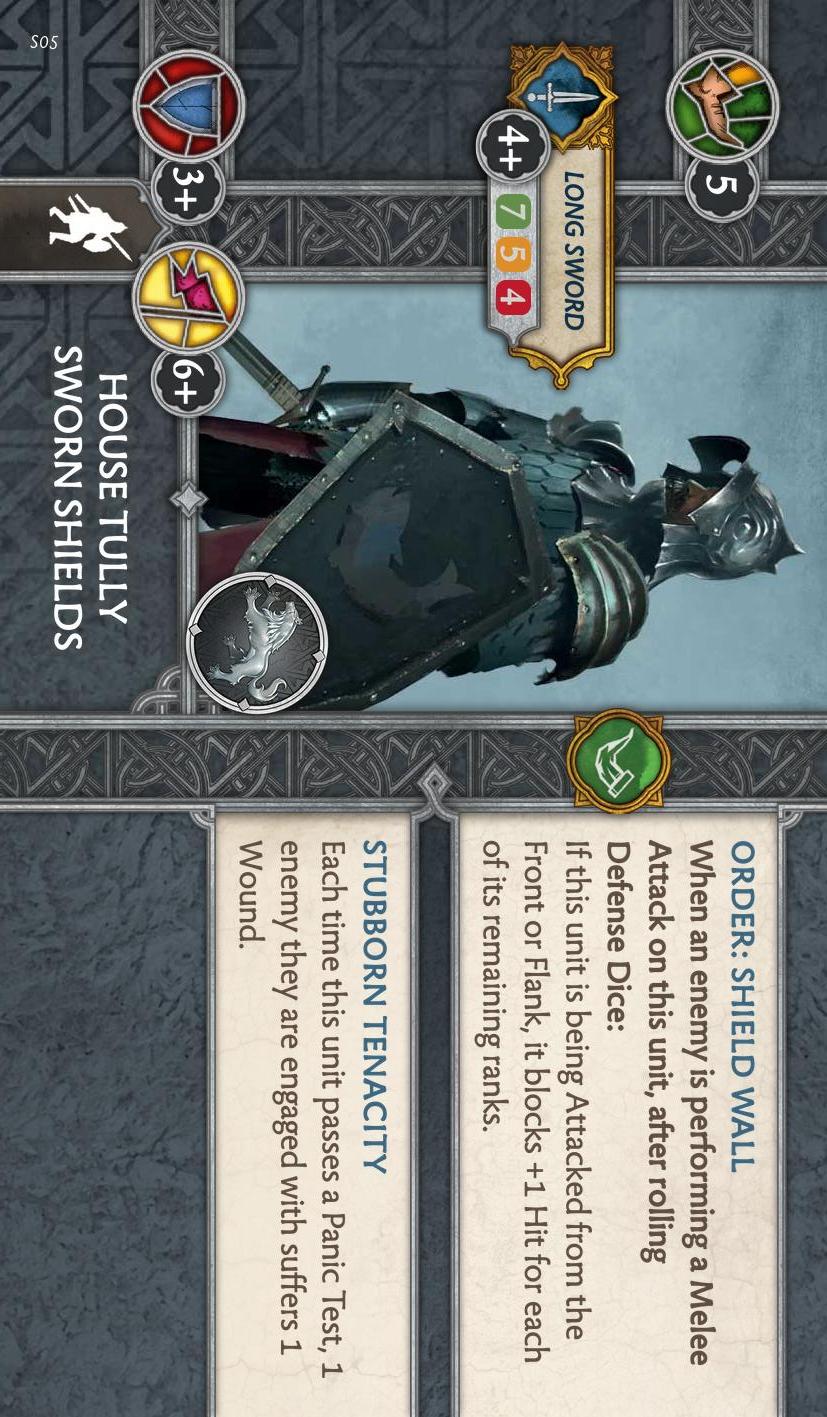 5
LONG SWORD
4+
7 5 4
3+
6+
HOUSE TULLY
SWORN SHIELDS
S05
ORDER: SHIELD WALL
When an enemy is performing a Melee
Attack on this unit, after rolling
Defense Dice:
If this unit is being Attacked from the
Front or Flank, it blocks +1 Hit for each
of its remaining ranks.
STUBBORN TENACITY
Each time this unit passes a Panic Test, 1
enemy they are engaged with suffers 1
Wound.